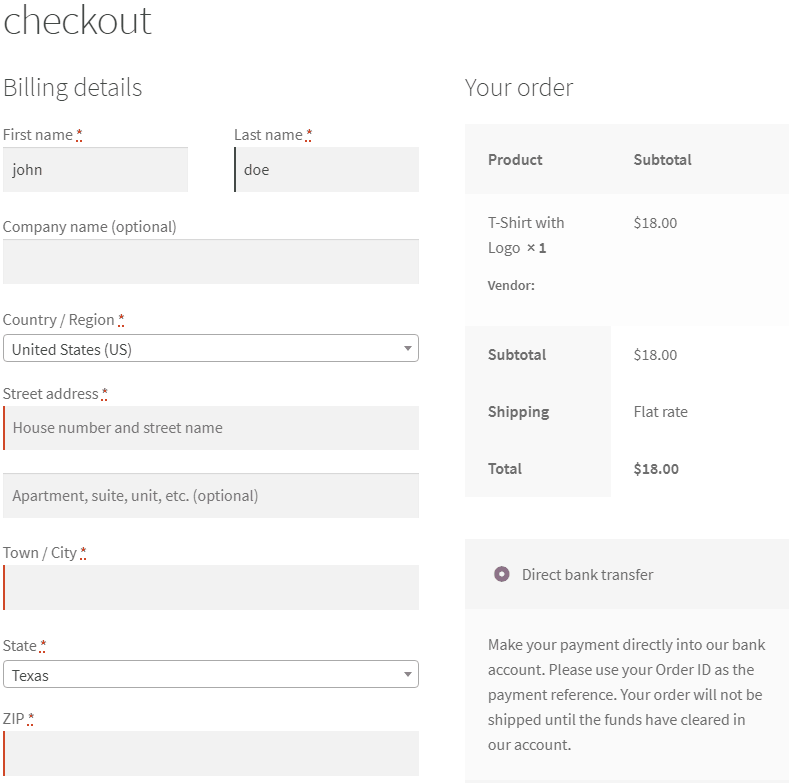 checkout
Billing details
First name *
Last name *
john
doe
Company name (optional)
Country / Region *
United States (US)
Street address *
House number and street name
Apartment, suite, unit, etc. (optional)
Town / City *
State *
Texas
ZIP *
Your order
Product Subtotal
T-Shirt with $18.00
Logo × 1
Vendor:
Subtotal $18.00
Shipping Flat rate
Total $18.00
Direct bank transfer
Make your payment directly into our bank
account. Please use your Order ID as the
payment reference. Your order will not be
shipped until the funds have cleared in
our account.